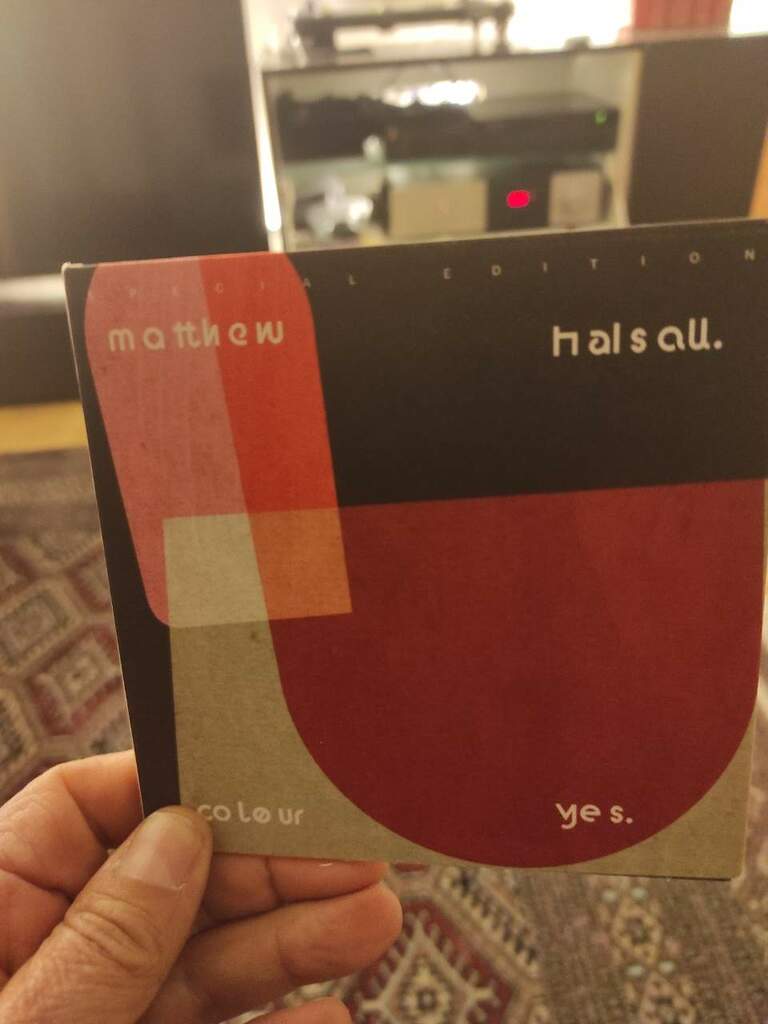 SPECIAL EDITION
matthew halsall.
colour yes.